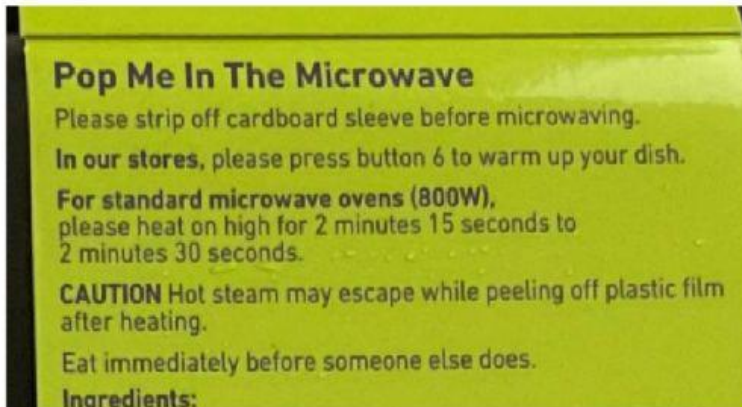 Pop Me In The Microwave
Please strip off cardboard sleeve before microwaving.
In our stores, please press button 6 to warm up your dish.
For standard microwave ovens (800W),
please heat on high for 2 minutes 15 seconds to
2 minutes 30 seconds.
CAUTION Hot steam may escape while peeling off plastic film
after heating.
Eat immediately before someone else does.
Ingredients: